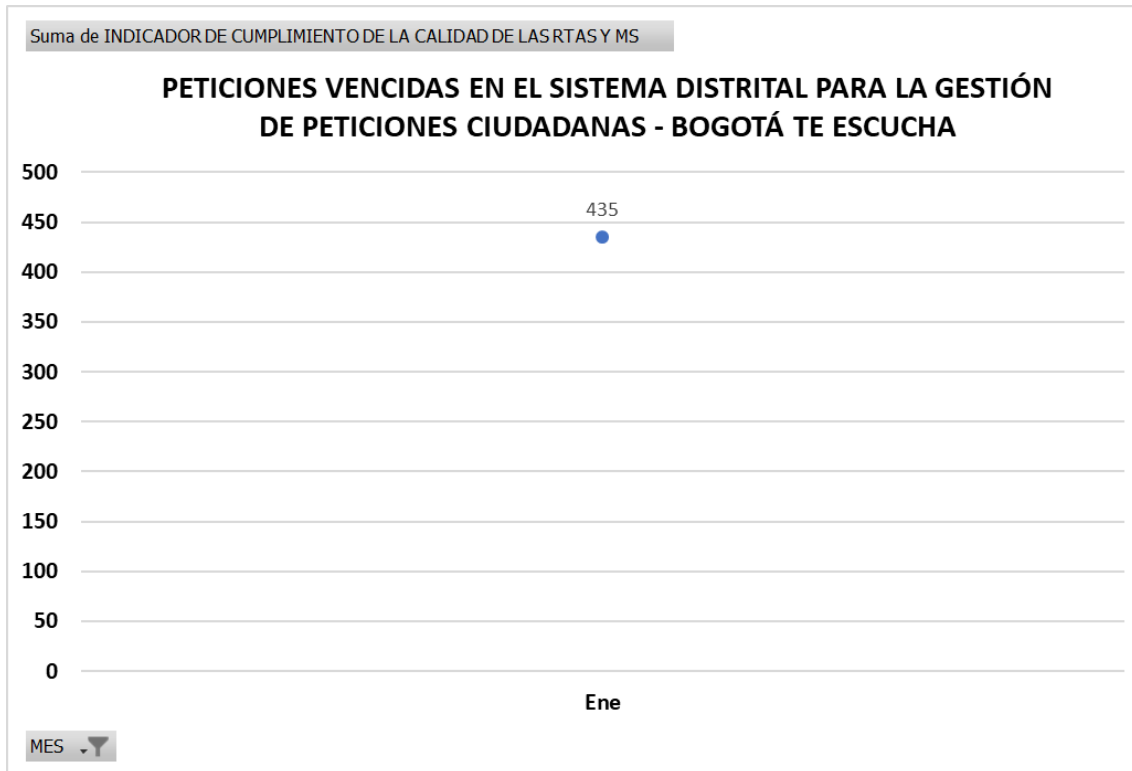 Suma de INDICADOR DE CUMPLIMIENTO DE LA CALIDAD DE LAS RTAS Y MS
PETICIONES VENCIDAS EN EL SISTEMA DISTRITAL PARA LA GESTIÓN
DE PETICIONES CIUDADANAS - BOGOTÁ TE ESCUCHA
500
450
435
400
350
300
250
200
150
100
50
0
Ene
MES